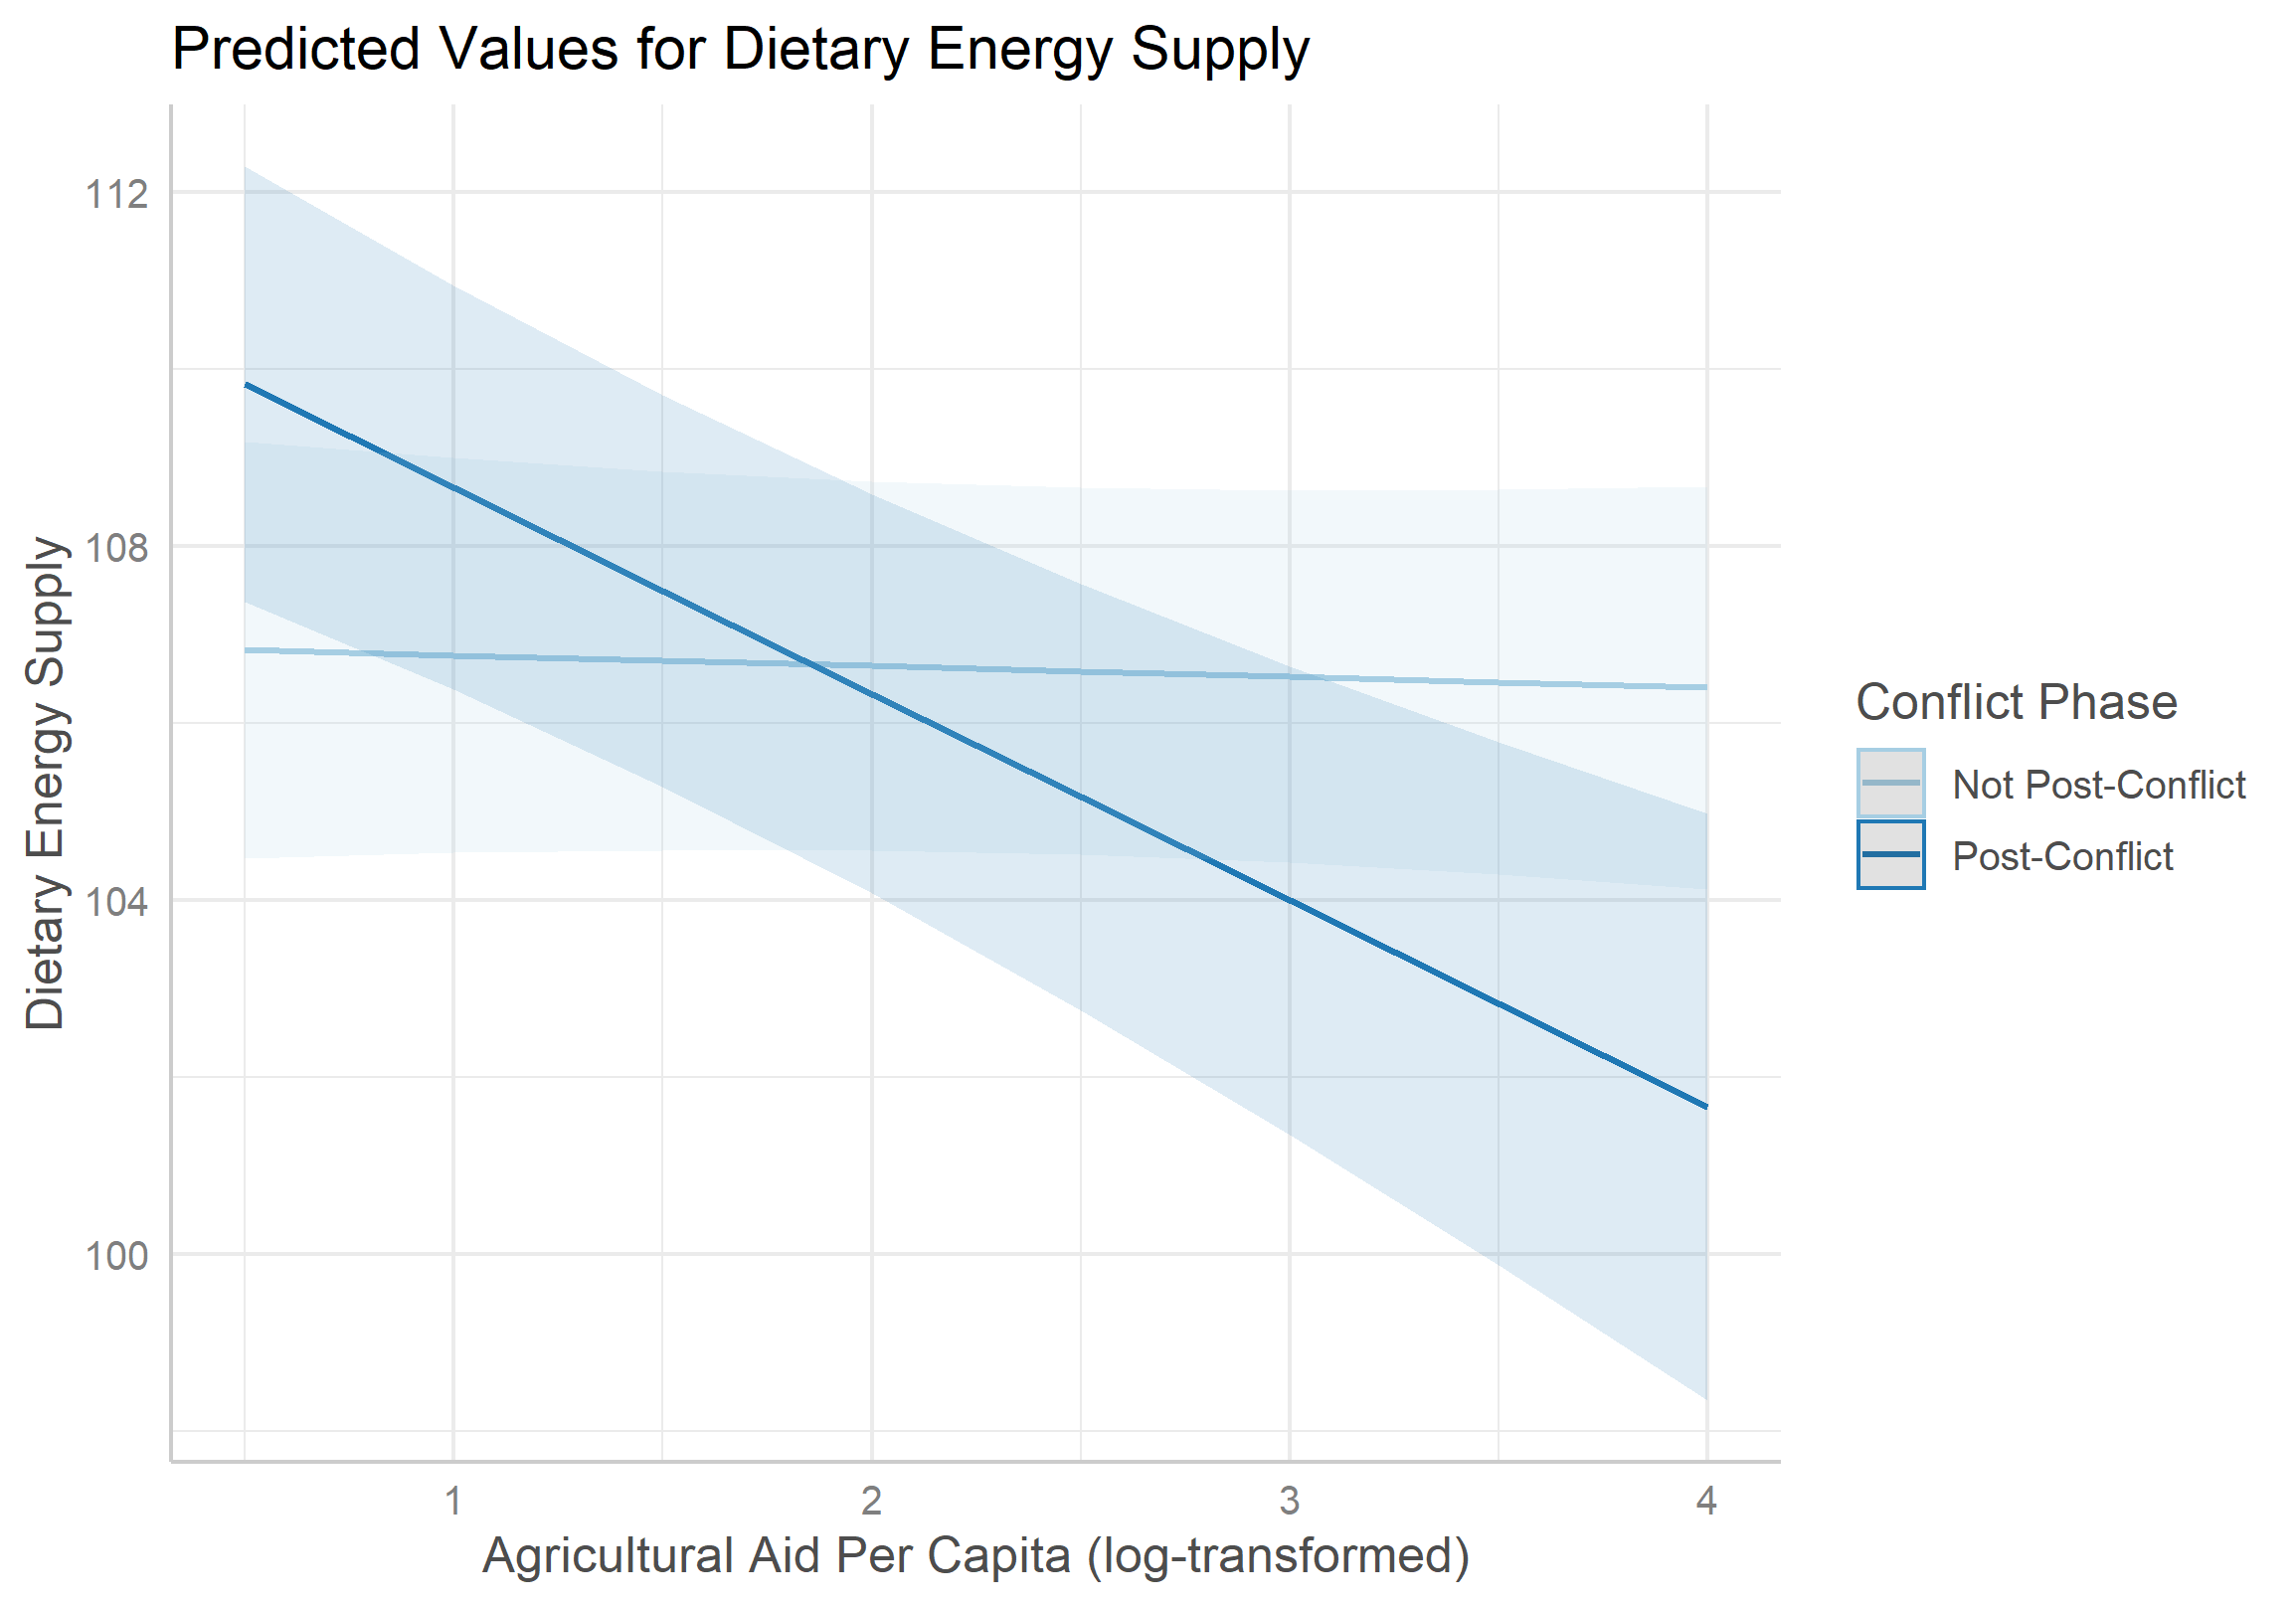 Predicted Values for Dietary Energy Supply
112
108
104
100
Dietary Energy Supply
1 2 3 4
Agricultural Aid Per Capita (log-transformed)
Conflict Phase
Not Post-Conflict
Post-Conflict